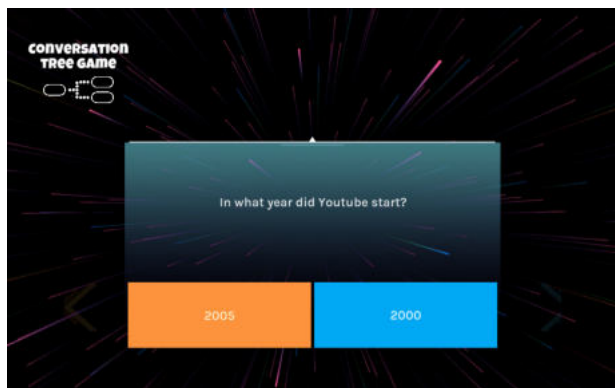 CONVERSATION
TREE GAME
In what year did Youtube start?
2005
2000